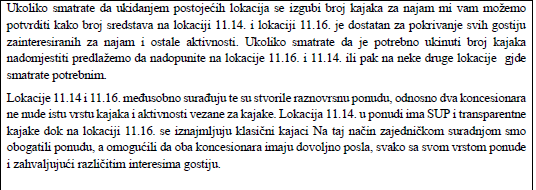 Ukoliko smatrate da ukidanjem postojećih lokacija se izgubi broj kajaka za najam mi vam možemo
potvrditi kako broj sredstava na lokaciji 11.14. i lokaciji 11.16. je dostatan za pokrivanje svih gostiju
zainteresiranih za najam i ostale aktivnosti. Ukoliko smatrate da je potrebno ukinuti broj kajaka
nadomjestiti predlažemo da nadopunite na lokacije 11.16. i 11.14. ili pak na neke druge lokacije gjde
smatrate potrebnim.
Lokacije 11.14 i 11.16. međusobno surađuju te su stvorile raznovrsnu ponudu, odnosno dva koncesionara
ne nude istu vrstu kajaka i aktivnosti vezane za kajake. Lokacija 11.14. u ponudi ima SUP i transparentne
kajake dok na lokaciji 11.16. se iznajmljuju klasični kajaci Na taj način zajedničkom suradnjom smo
obogatili ponudu, a omogućili da oba koncesionara imaju dovoljno posla, svako sa svom vrstom ponude
i zahvaljujući različitim interesima gostiju.